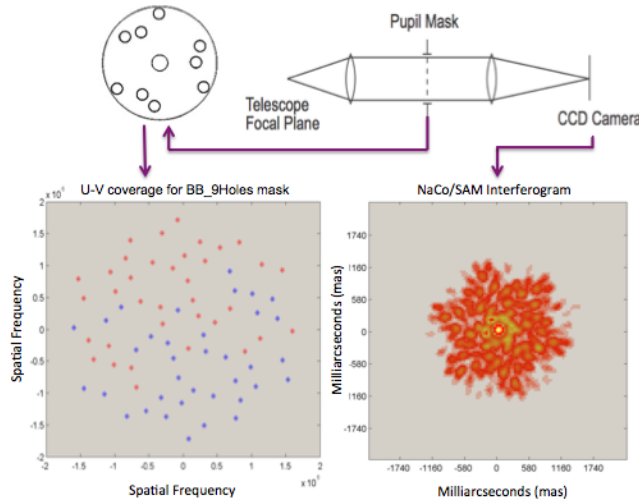 Pupil Mask
Telescope
Focal Plane
CCD Camera
U-V coverage for BB_9Holes mask
x 10¹
2
1.5
1
0.5
0
-0.5
-1
-1.5
-2
Spatial Frequency
-2 -1.5 -1 -0.5 0 0.5 1 1.5 2
x 10¹
Spatial Frequency
NaCo/SAM Interferogram
1740
1160
580
0
-580
-1160
-1740
Milliarcseconds (mas)
-1740 -1160 -580 0 580 1160 1740
Milliarcseconds (mas)